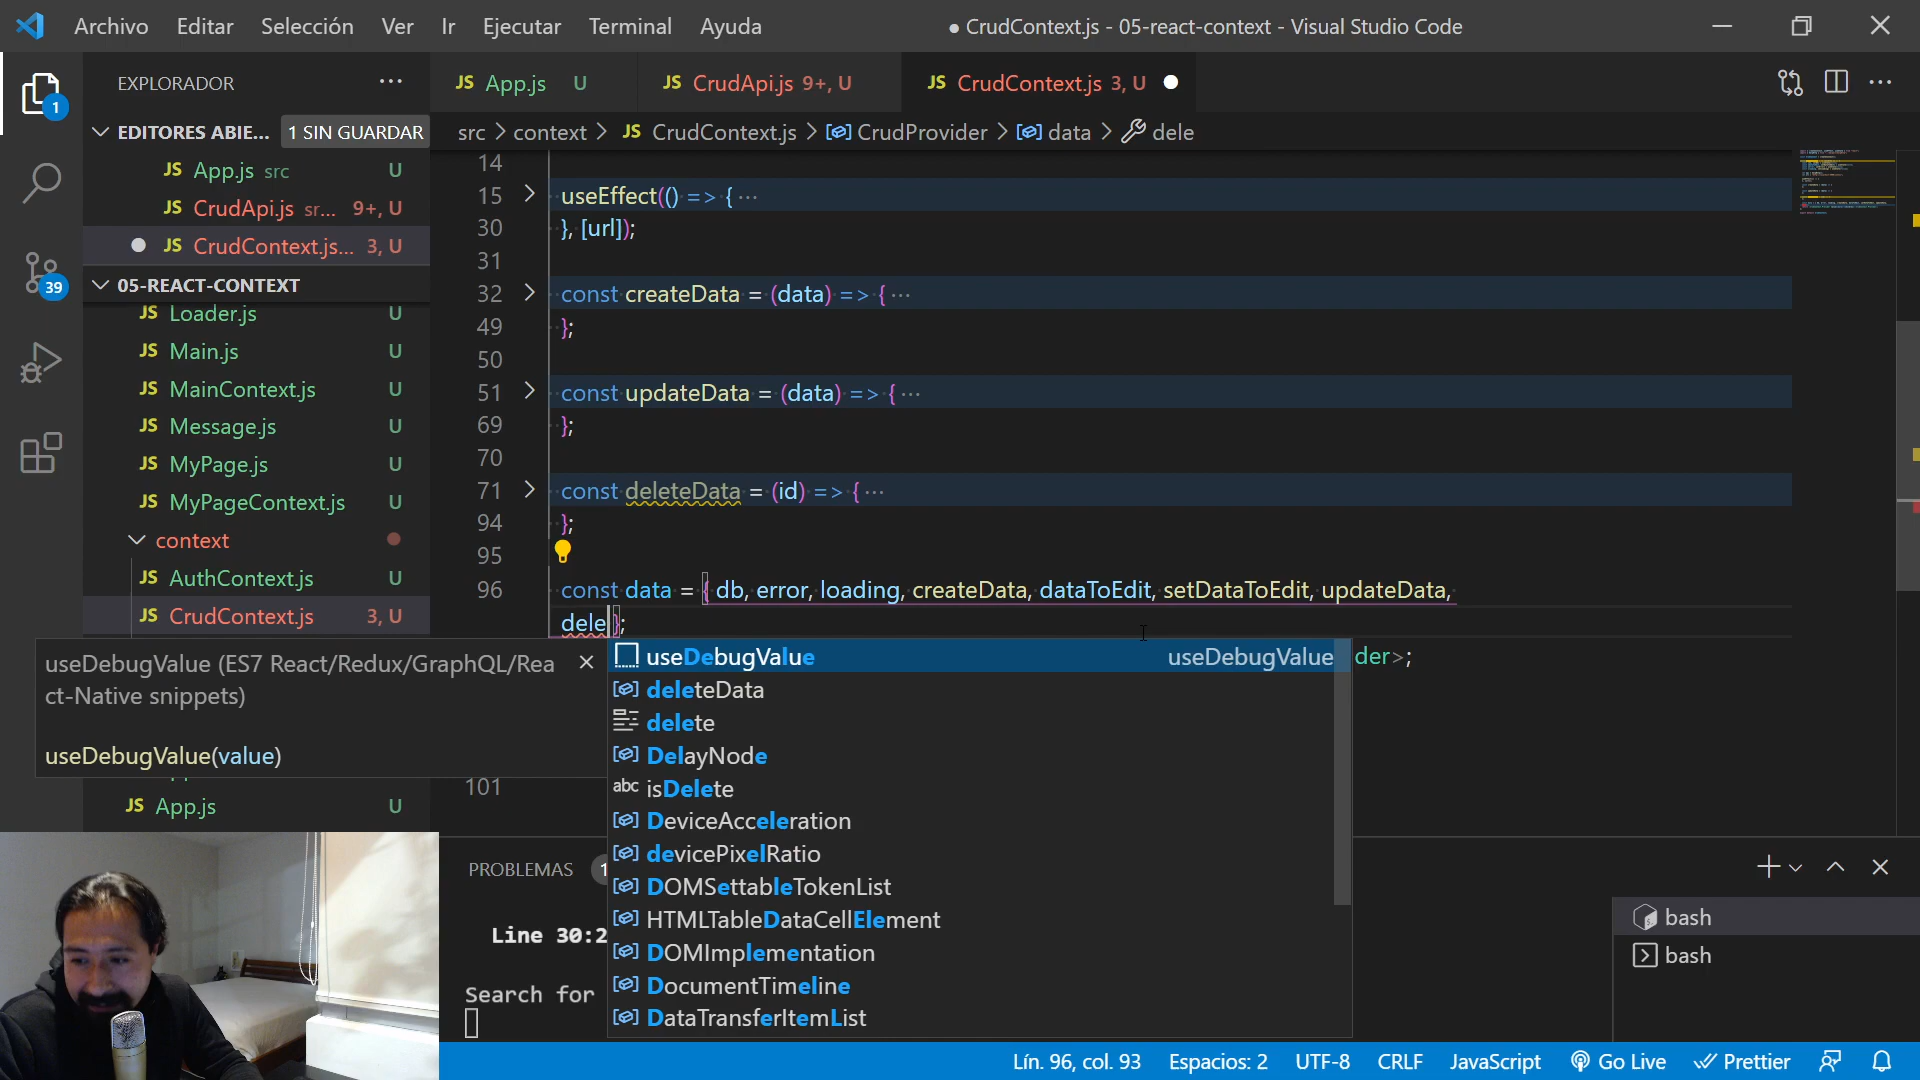 Archivo Editar Selección Ver Ir Ejecutar Terminal Ayuda
● CrudContext.js - 05-react-context - Visual Studio Code
EXPLORADOR ···
EDITORES ABIE... 1 SIN GUARDAR
JS App.js src U
JS CrudApi.js sr... 9+, U
JS CrudContext.js... 3, U
05-REACT-CONTEXT
JS Loader.js U
JS Main.js U
JS MainContext.js U
JS Message.js U
JS MyPage.js U
JS MyPageContext.js U
context
JS AuthContext.js U
JS CrudContext.js 3, U
JS App.js U
1
39
JS App.js U
JS CrudApi.js 9+, U
JS CrudContext.js 3, U
src > context > JS CrudContext.js > CrudProvider > data > dele
14
15 useEffect(() => { ···
30 }, [url]);
31
32 const createData = (data) => { ···
49 };
50
51 const updateData = (data) => { ···
69 };
70
71 const deleteData = (id) => { ···
94 };
95
96 const data = { db, error, loading, createData, dataToEdit, setDataToEdit, updateData,
dele };
der>;
101
useDebugValue (ES7 React/Redux/GraphQL/Rea
ct-Native snippets)
useDebugValue(value)
useDebugValue useDebugValue
deleteData
delete
DelayNode
abc isDelete
DeviceAcceleration
devicePixelRatio
DOMSettableTokenList
HTMLTableDataCellElement
DOMImplementation
DocumentTimeline
DataTransferItemList
PROBLEMAS 1
Line 30:2
Search for
bash
bash
Lín. 96, col. 93 Espacios: 2 UTF-8 CRLF JavaScript Go Live Prettier